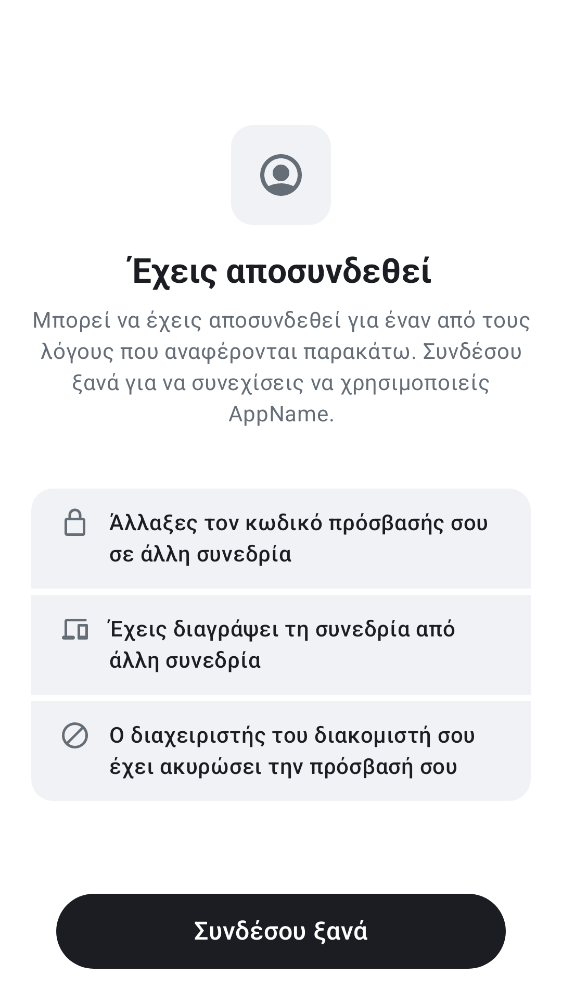 Έχεις αποσυνδεθεί
Μπορεί να έχεις αποσυνδεθεί για έναν από τους
λόγους που αναφέρονται παρακάτω. Συνδέσου
ξανά για να συνεχίσεις να χρησιμοποιείς
AppName.
Άλλαξες τον κωδικό πρόσβασής σου
σε άλλη συνεδρία
Έχεις διαγράψει τη συνεδρία από
άλλη συνεδρία
Ο διαχειριστής του διακομιστή σου
έχει ακυρώσει την πρόσβασή σου
Συνδέσου ξανά